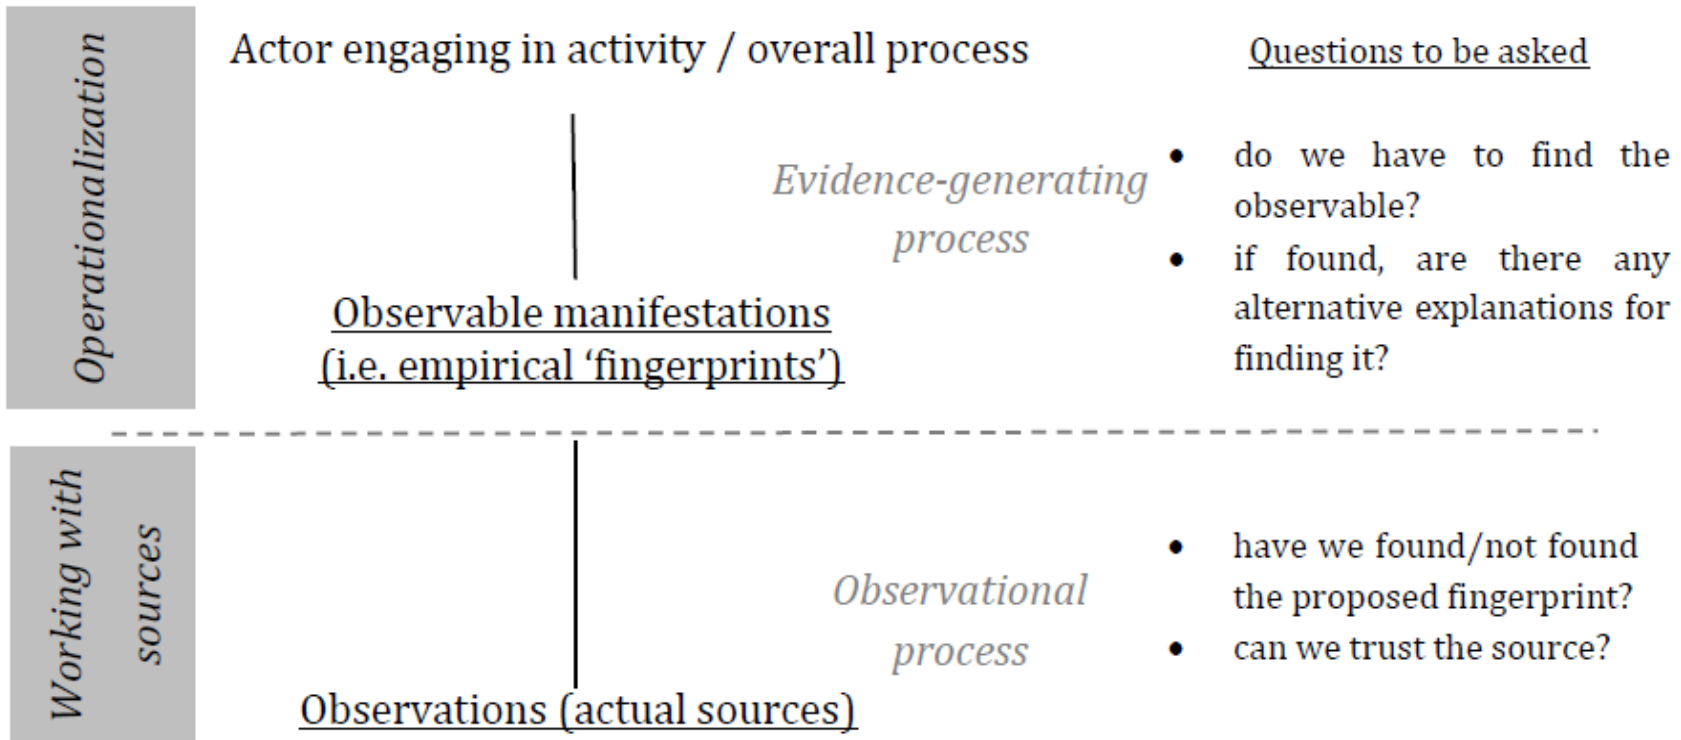 Operationalization
Actor engaging in activity / overall process
Questions to be asked
Evidence-generating
process
• do we have to find the
observable?
• if found, are there any
alternative explanations for
finding it?
Observable manifestations
(i.e. empirical ‘fingerprints’)
Working with
sources
Observational
process
• have we found/not found
the proposed fingerprint?
• can we trust the source?
Observations (actual sources)